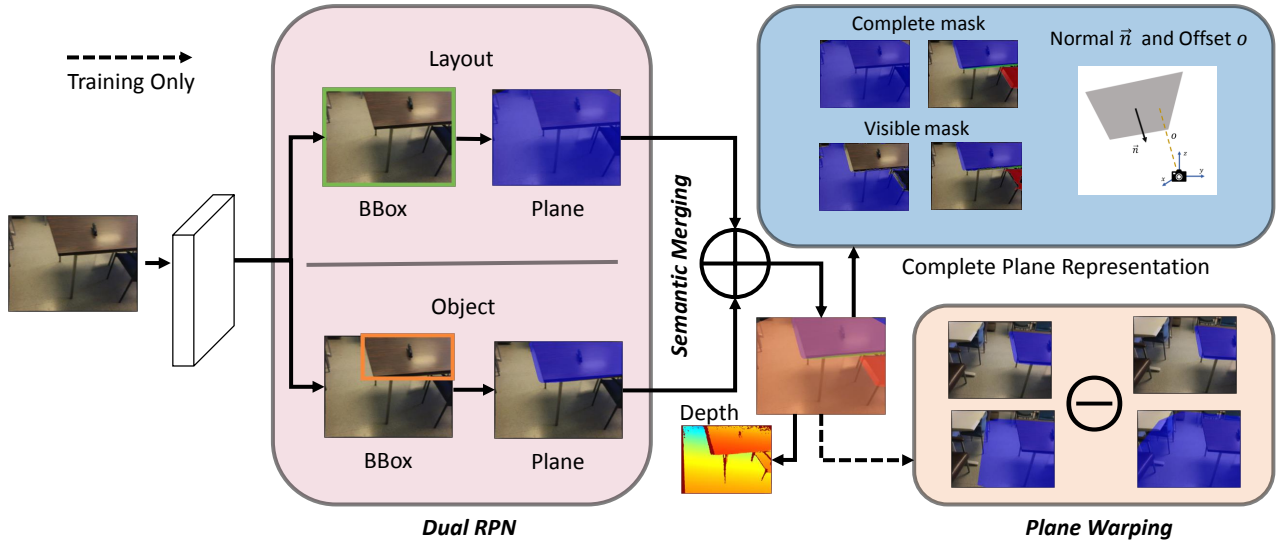 Training Only
Layout
BBox
Plane
Object
BBox
Plane
Dual RPN
Semantic Merging
Depth
Complete mask
Visible mask
Normal n⃗ and Offset o
o
n⃗
z
x
y
Complete Plane Representation
Plane Warping